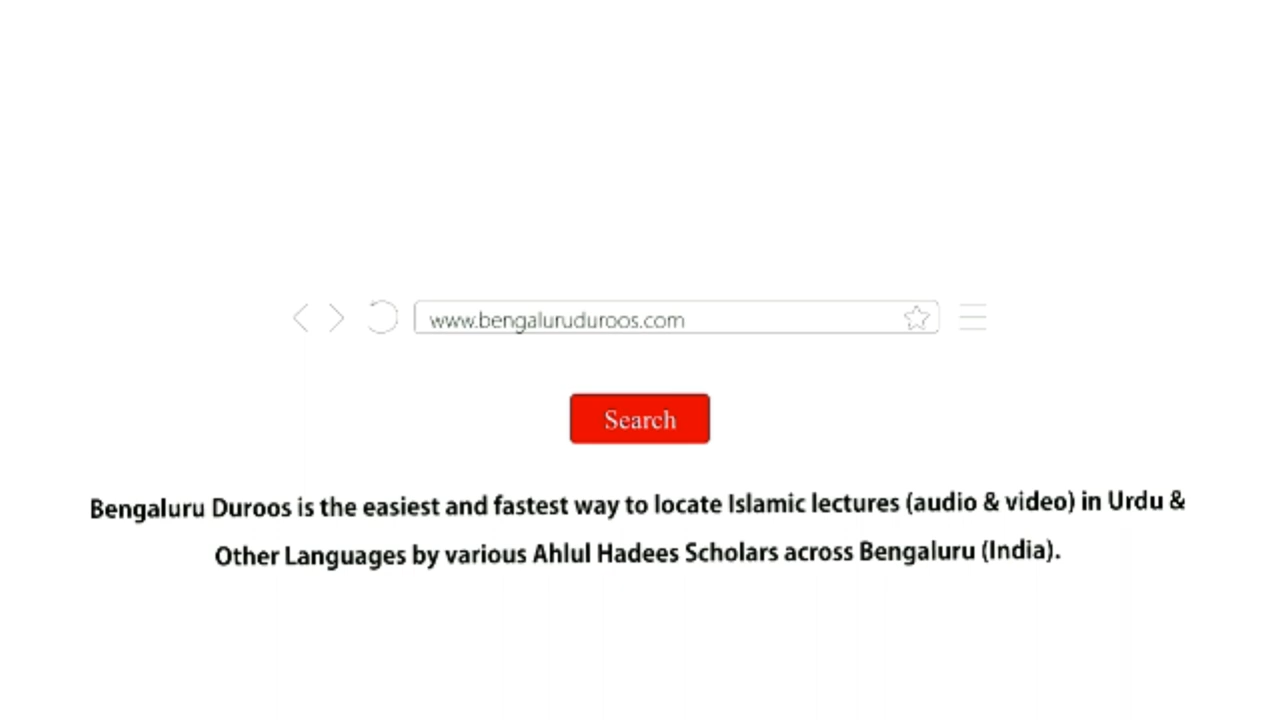 www.bengaluruduroos.com
Search
Bengaluru Duroos is the easiest and fastest way to locate Islamic lectures (audio & video) in Urdu &
Other Languages by various Ahlul Hadees Scholars across Bengaluru (India).